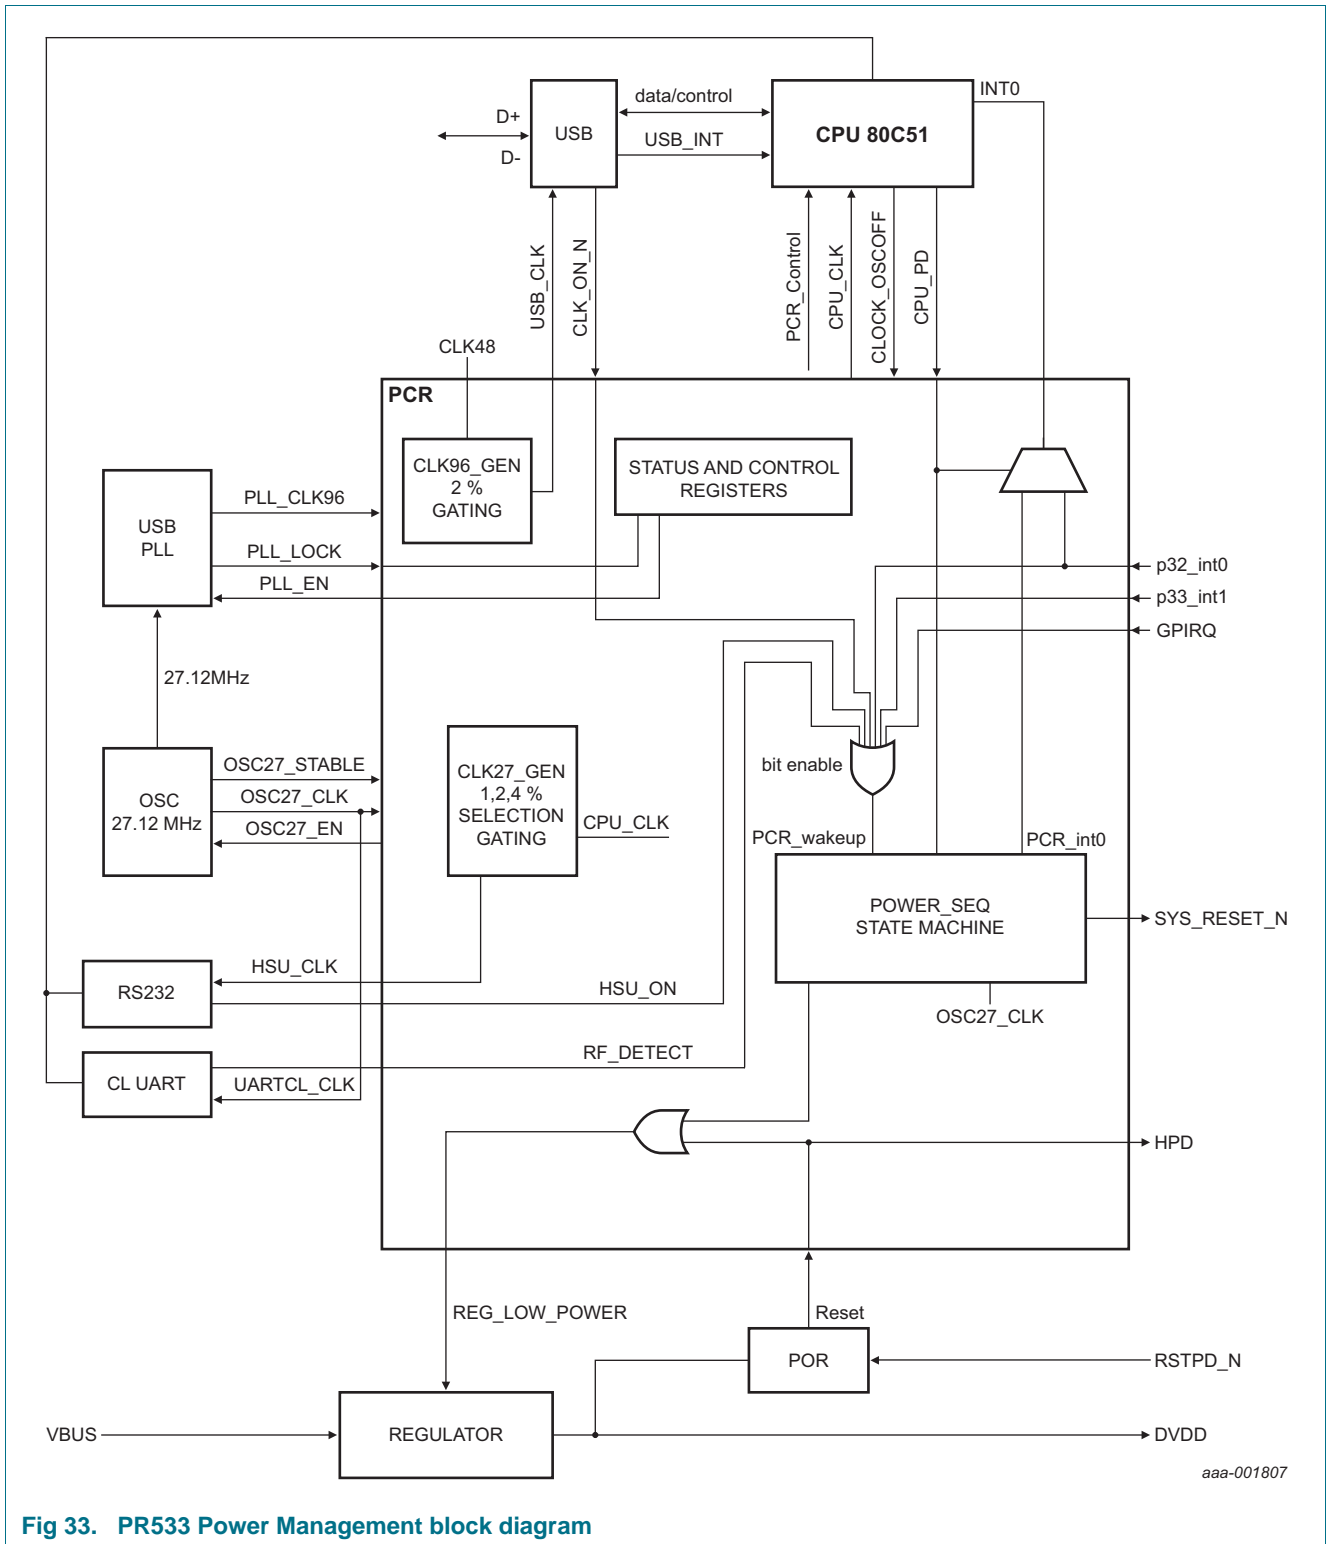 INT0
data/control
D+
USB
CPU 80C51
USB_INT
D-
USB_CLK
CLK_ON_N
PCR_Control
CPU_CLK
CLOCK_OSCOFF
CPU_PD
CLK48
PCR
CLK96_GEN
2 %
GATING
STATUS AND CONTROL
REGISTERS
USB
PLL
PLL_CLK96
PLL_LOCK
PLL_EN
p32_int0
p33_int1
GPIRQ
27.12MHz
OSC
27.12 MHz
OSC27_STABLE
OSC27_CLK
OSC27_EN
CLK27_GEN
1,2,4 %
SELECTION
GATING
CPU_CLK
bit enable
PCR_wakeup
PCR_int0
POWER_SEQ
STATE MACHINE
SYS_RESET_N
OSC27_CLK
RS232
HSU_CLK
HSU_ON
CL UART
RF_DETECT
UARTCL_CLK
HPD
REG_LOW_POWER
Reset
POR
RSTPD_N
VBUS
REGULATOR
DVDD
aaa-001807
Fig 33. PR533 Power Management block diagram